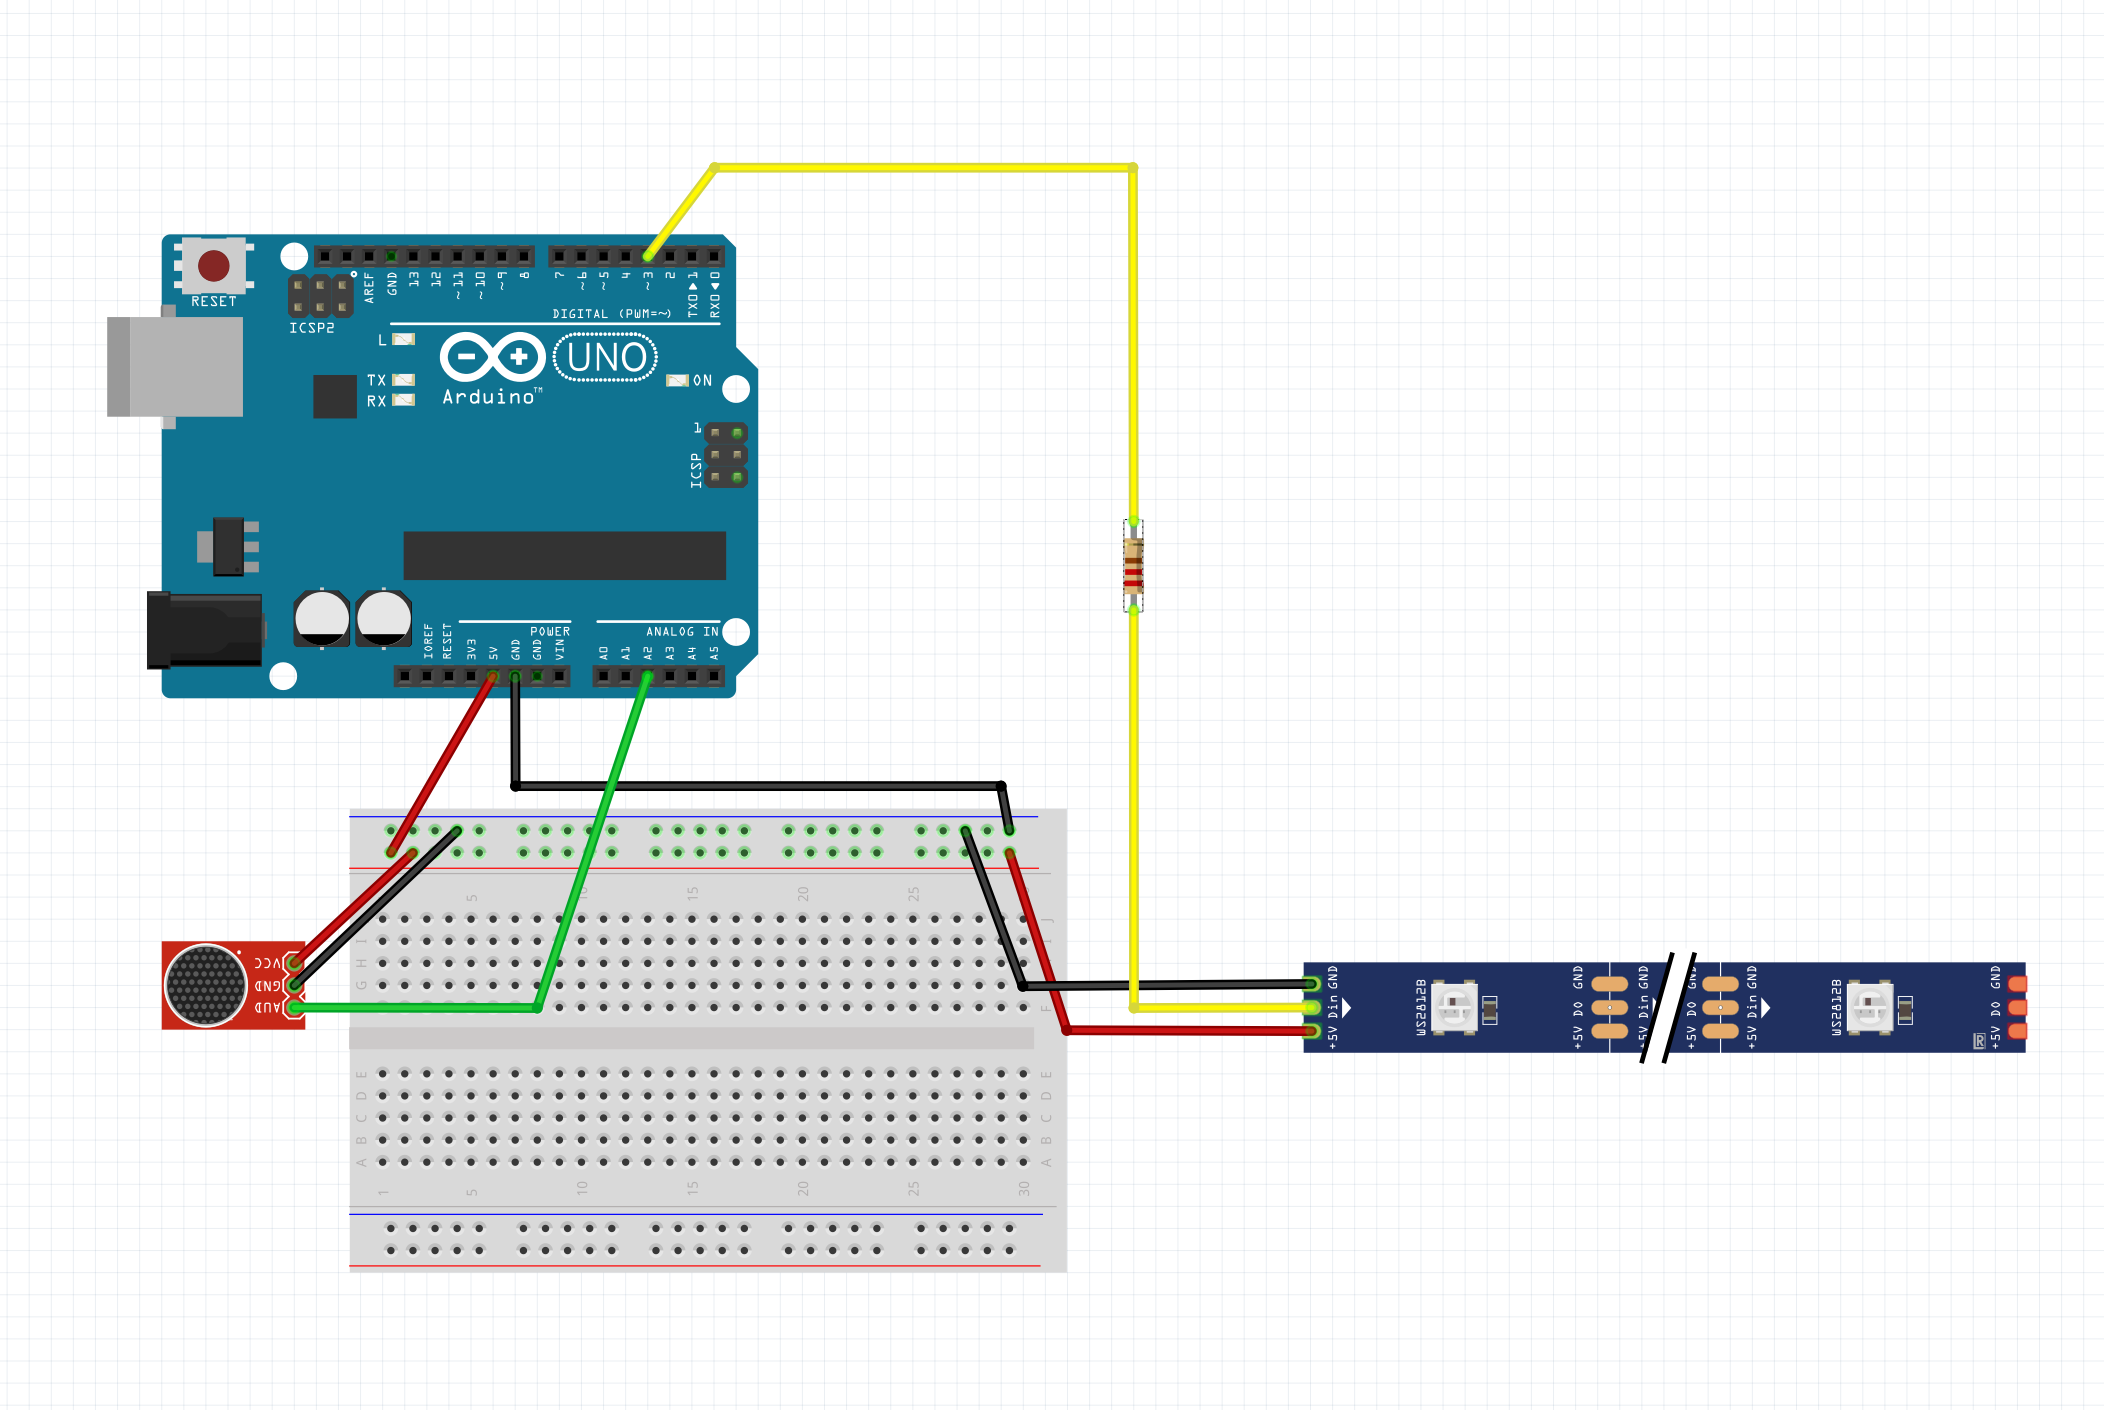 RESET
ICSP2
AREF
GND
13
12
~11
~10
~9
8
7
~6
~5
4
~3
2
TX0▶1
RX0◀0
DIGITAL (PWM=~)
L
TX
RX
UNO
Arduino™
ON
1
ICSP
POWER
ANALOG IN
IOREF
RESET
3V3
5V
GND
GND
VIN
A0
A1
A2
A3
A4
A5
5
10
15
20
25
J
I
H
G
F
VCC
GND
AUD
E
D
C
B
A
E
D
C
B
A
1
5
10
15
20
25
30
+5V Din GND
WS2812B
+5V DO GND
+5V Din GND
+5V DO GND
+5V Din GND
WS2812B
R
+5V DO GND